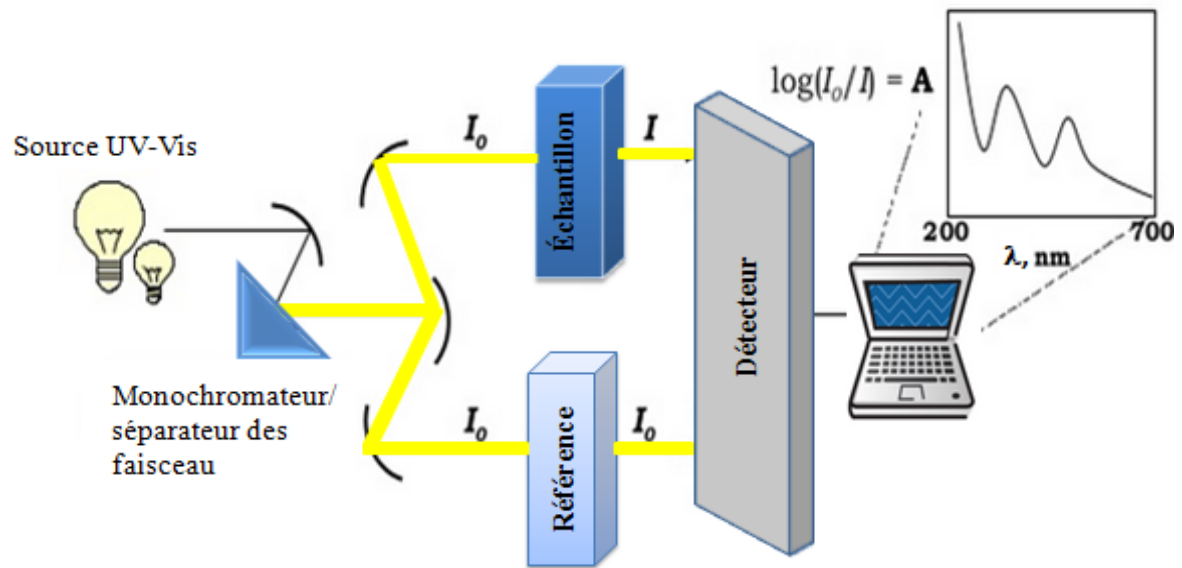 Source UV-Vis
Monochromateur/
séparateur des
faisceau
I₀
Échantillon
I
I₀
Référence
I₀
Détecteur
log(I₀/I) = A
200
700
λ, nm